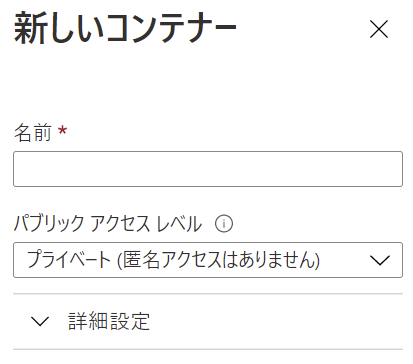 新しいコンテナー
名前 *
パブリック アクセス レベル
プライベート (匿名アクセスはありません)
詳細設定